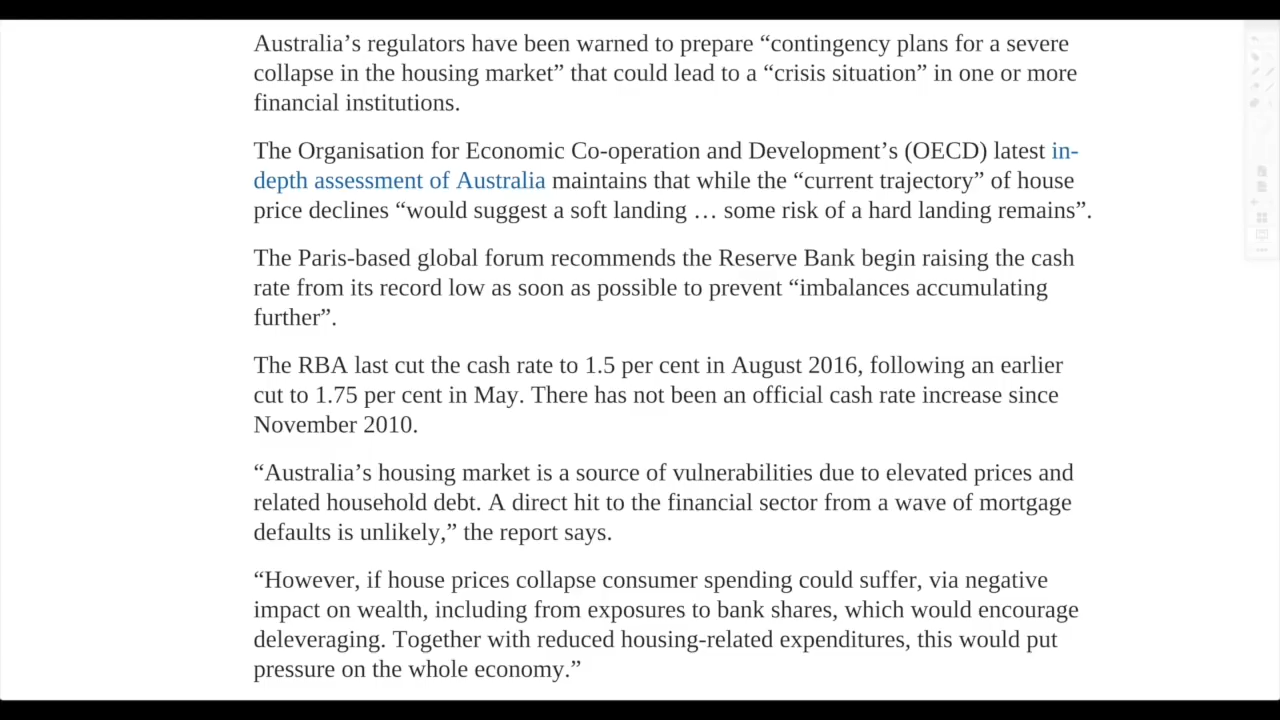 Australia’s regulators have been warned to prepare “contingency plans for a severe
collapse in the housing market” that could lead to a “crisis situation” in one or more
financial institutions.
The Organisation for Economic Co-operation and Development’s (OECD) latest in-
depth assessment of Australia maintains that while the “current trajectory” of house
price declines “would suggest a soft landing … some risk of a hard landing remains”.
The Paris-based global forum recommends the Reserve Bank begin raising the cash
rate from its record low as soon as possible to prevent “imbalances accumulating
further”.
The RBA last cut the cash rate to 1.5 per cent in August 2016, following an earlier
cut to 1.75 per cent in May. There has not been an official cash rate increase since
November 2010.
“Australia’s housing market is a source of vulnerabilities due to elevated prices and
related household debt. A direct hit to the financial sector from a wave of mortgage
defaults is unlikely,” the report says.
“However, if house prices collapse consumer spending could suffer, via negative
impact on wealth, including from exposures to bank shares, which would encourage
deleveraging. Together with reduced housing-related expenditures, this would put
pressure on the whole economy.”